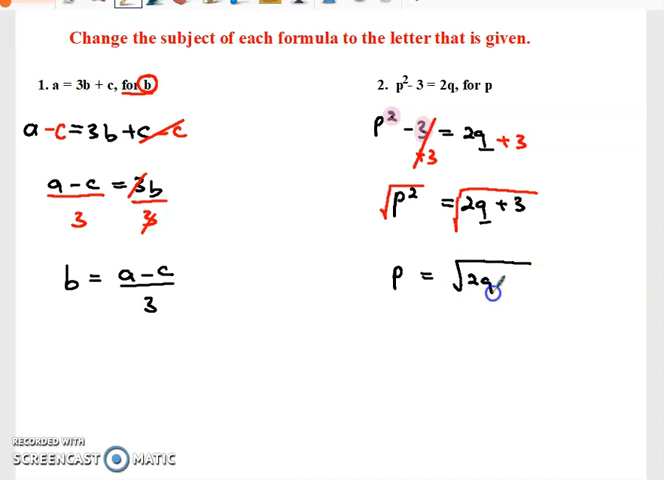 Change the subject of each formula to the letter that is given.
1. a = 3b + c, for b
a - c = 3b + c - c
a - c / 3 = 3b / 3
b = a - c / 3
2. p² - 3 = 2q, for p
p² - 3 + 3 = 2q + 3
√p² = √2q + 3
p = √2q
RECORDED WITH
SCREENCAST MATIC